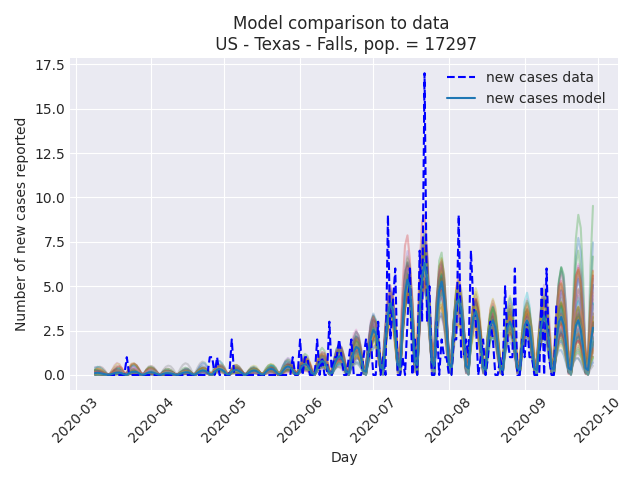 Model comparison to data
US - Texas - Falls, pop. = 17297
17.5
15.0
12.5
10.0
7.5
5.0
2.5
0.0
Number of new cases reported
new cases data
new cases model
2020-03
2020-04
2020-05
2020-06
2020-07
2020-08
2020-09
2020-10
Day